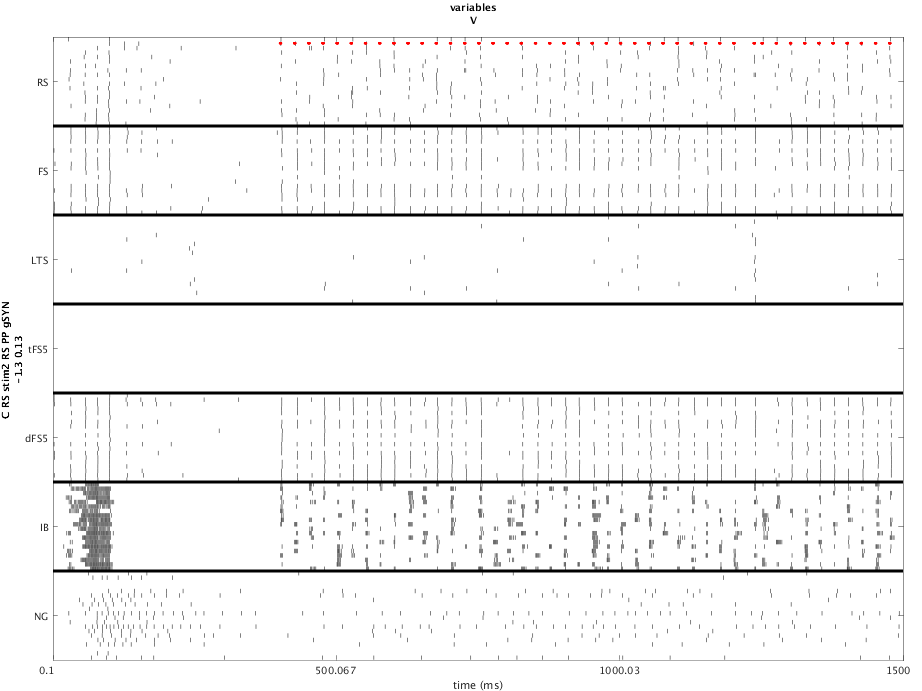 variables
V
RS
FS
LTS
tFS5
dFS5
IB
NG
C RS stim2 RS PP gSYN
-1.3 0.13
0.1
500.067
1000.03
1500
time (ms)